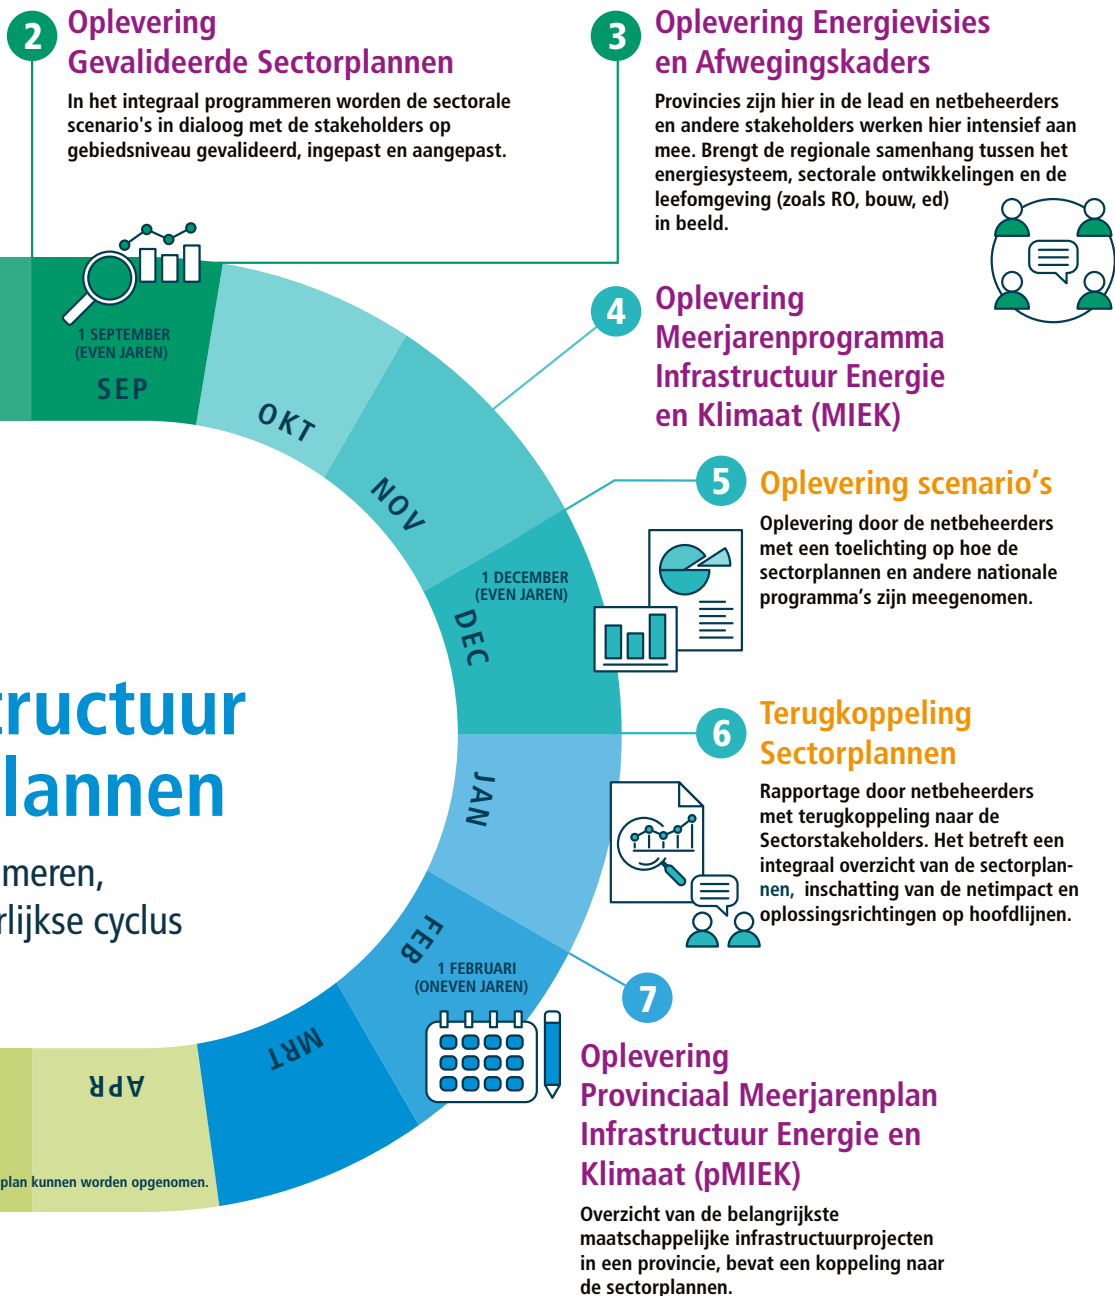 2
Oplevering
Gevalideerde Sectorplannen
In het integraal programmeren worden de sectorale
scenario's in dialoog met de stakeholders op
gebiedsniveau gevalideerd, ingepast en aangepast.
3
Oplevering Energievisies
en Afwegingskaders
Provincies zijn hier in de lead en netbeheerders
en andere stakeholders werken hier intensief aan
mee. Brengt de regionale samenhang tussen het
energiesysteem, sectorale ontwikkelingen en de
leefomgeving (zoals RO, bouw, ed)
in beeld.
4
Oplevering
Meerjarenprogramma
Infrastructuur Energie
en Klimaat (MIEK)
1 SEPTEMBER
(EVEN JAREN)
SEP
OKT
NOV
5
Oplevering scenario’s
Oplevering door de netbeheerders
met een toelichting op hoe de
sectorplannen en andere nationale
programma’s zijn meegenomen.
1 DECEMBER
(EVEN JAREN)
DEC
tructuur
lannen
meren,
rlijkse cyclus
6
Terugkoppeling
Sectorplannen
Rapportage door netbeheerders
met terugkoppeling naar de
Sectorstakeholders. Het betreft een
integraal overzicht van de sectorplan-
nen, inschatting van de netimpact en
oplossingsrichtingen op hoofdlijnen.
JAN
FEB
1 FEBRUARI
(ONEVEN JAREN)
7
Oplevering
Provinciaal Meerjarenplan
Infrastructuur Energie en
Klimaat (pMIEK)
Overzicht van de belangrijkste
maatschappelijke infrastructuurprojecten
in een provincie, bevat een koppeling naar
de sectorplannen.
MRT
APR
plan kunnen worden opgenomen.